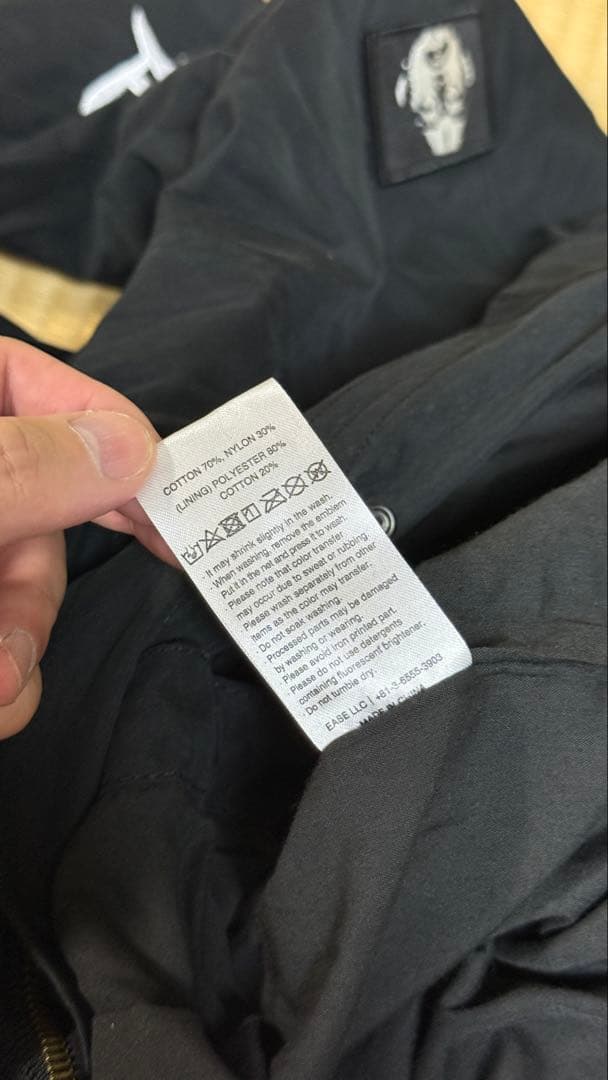 COTTON 70%, NYLON 30%
(LINING) POLYESTER 80%
COTTON 20%
· It may shrink slightly in the wash.
· When washing, remove the emblem
· Put it in the net and press it to wash.
· Please note that color transfer
may occur due to sweat or rubbing.
· Please wash separately from other
items as the color may transfer.
· Do not soak washing.
· Processed parts may be damaged
by washing or wearing.
· Please avoid iron printed part.
· Please do not use detergents
containing fluorescent brightener.
· Do not tumble dry.
EASE LLC | +81-3-6555-3903
MADE IN CHINA